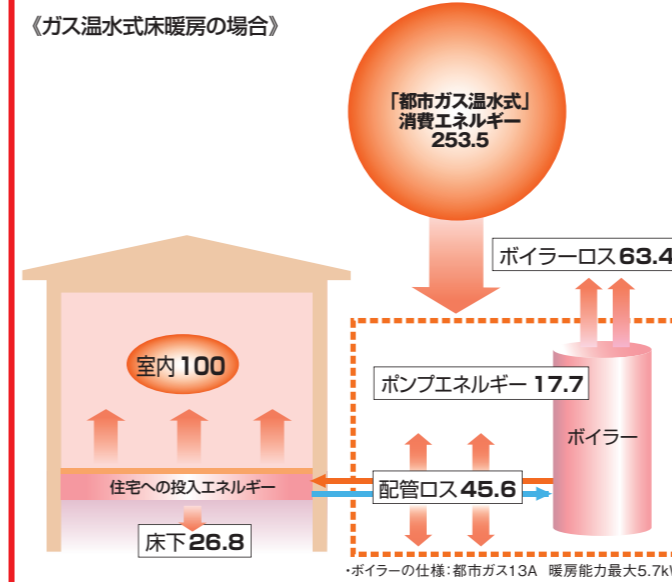 《ガス温水式床暖房の場合》
「都市ガス温水式」
消費エネルギー
253.5
ボイラーロス63.4
室内100
ポンプエネルギー 17.7
ボイラー
住宅への投入エネルギー
配管ロス45.6
床下26.8
・ボイラーの仕様:都市ガス13A 暖房能力最大5.7kW